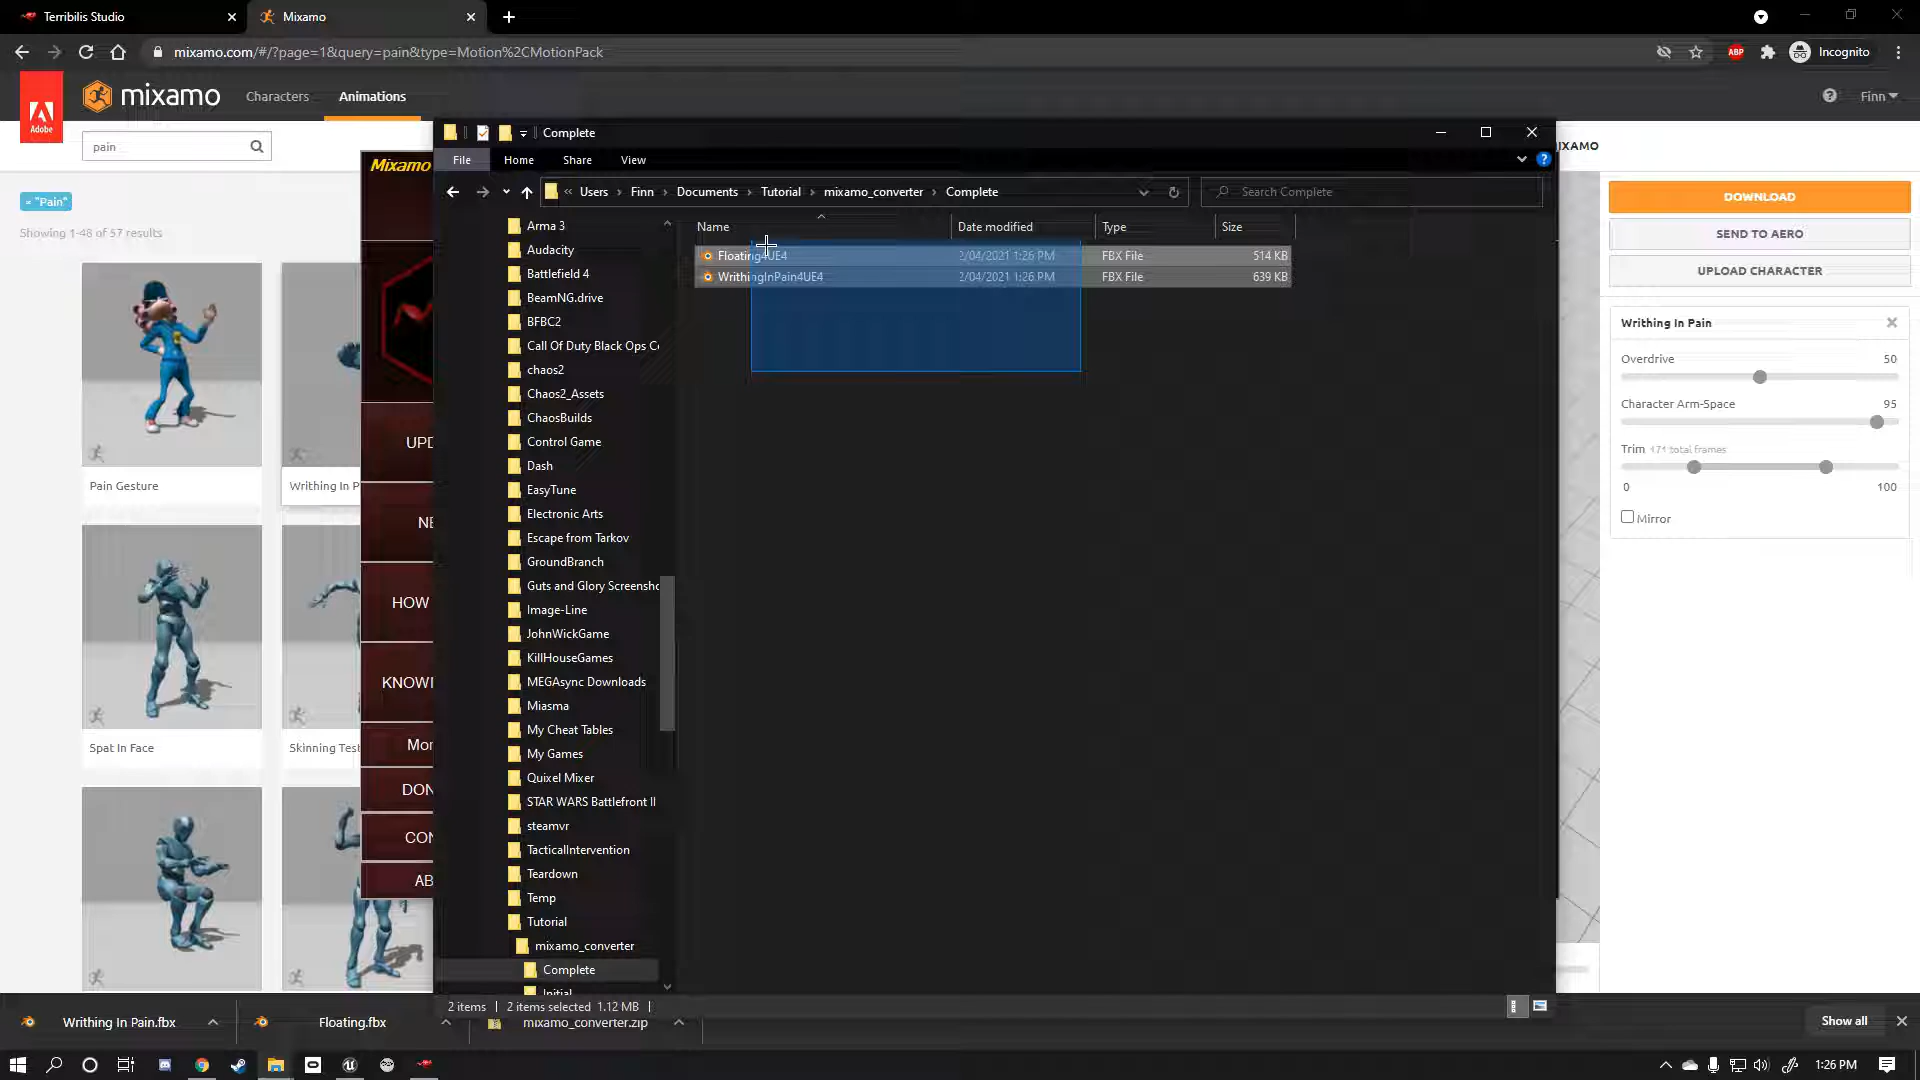 Terribilis Studio
Mixamo
mixamo.com/#/?page=1&query=pain&type=Motion%2CMotionPack
ABP
Incognito
Adobe
mixamo
Characters
Animations
Finn
pain
× "Pain"
Showing 1-48 of 57 results
Pain Gesture
Writhing In P
Spat In Face
Skinning Test
Mixamo
UPD
NE
HOW
KNOW
Mor
DON
CON
AB
Complete
File
Home
Share
View
« Users > Finn > Documents > Tutorial > mixamo_converter > Complete
Search Complete
Arma 3
Audacity
Battlefield 4
BeamNG.drive
BFBC2
Call Of Duty Black Ops Co
chaos2
Chaos2_Assets
ChaosBuilds
Control Game
Dash
EasyTune
Electronic Arts
Escape from Tarkov
GroundBranch
Guts and Glory Screensho
Image-Line
JohnWickGame
KillHouseGames
MEGAsync Downloads
Miasma
My Cheat Tables
My Games
Quixel Mixer
STAR WARS Battlefront II
steamvr
TacticalIntervention
Teardown
Temp
Tutorial
mixamo_converter
Complete
Initial
Name Date modified Type Size
Floating4UE4 2/04/2021 1:26 PM FBX File 514 KB
WrithingInPain4UE4 2/04/2021 1:26 PM FBX File 639 KB
2 items 2 items selected 1.12 MB
IXAMO
DOWNLOAD
SEND TO AERO
UPLOAD CHARACTER
Writhing In Pain
Overdrive 50
Character Arm-Space 95
Trim 171 total frames
0 100
Mirror
Writhing In Pain.fbx
Floating.fbx
mixamo_converter.zip
Show all
1:26 PM